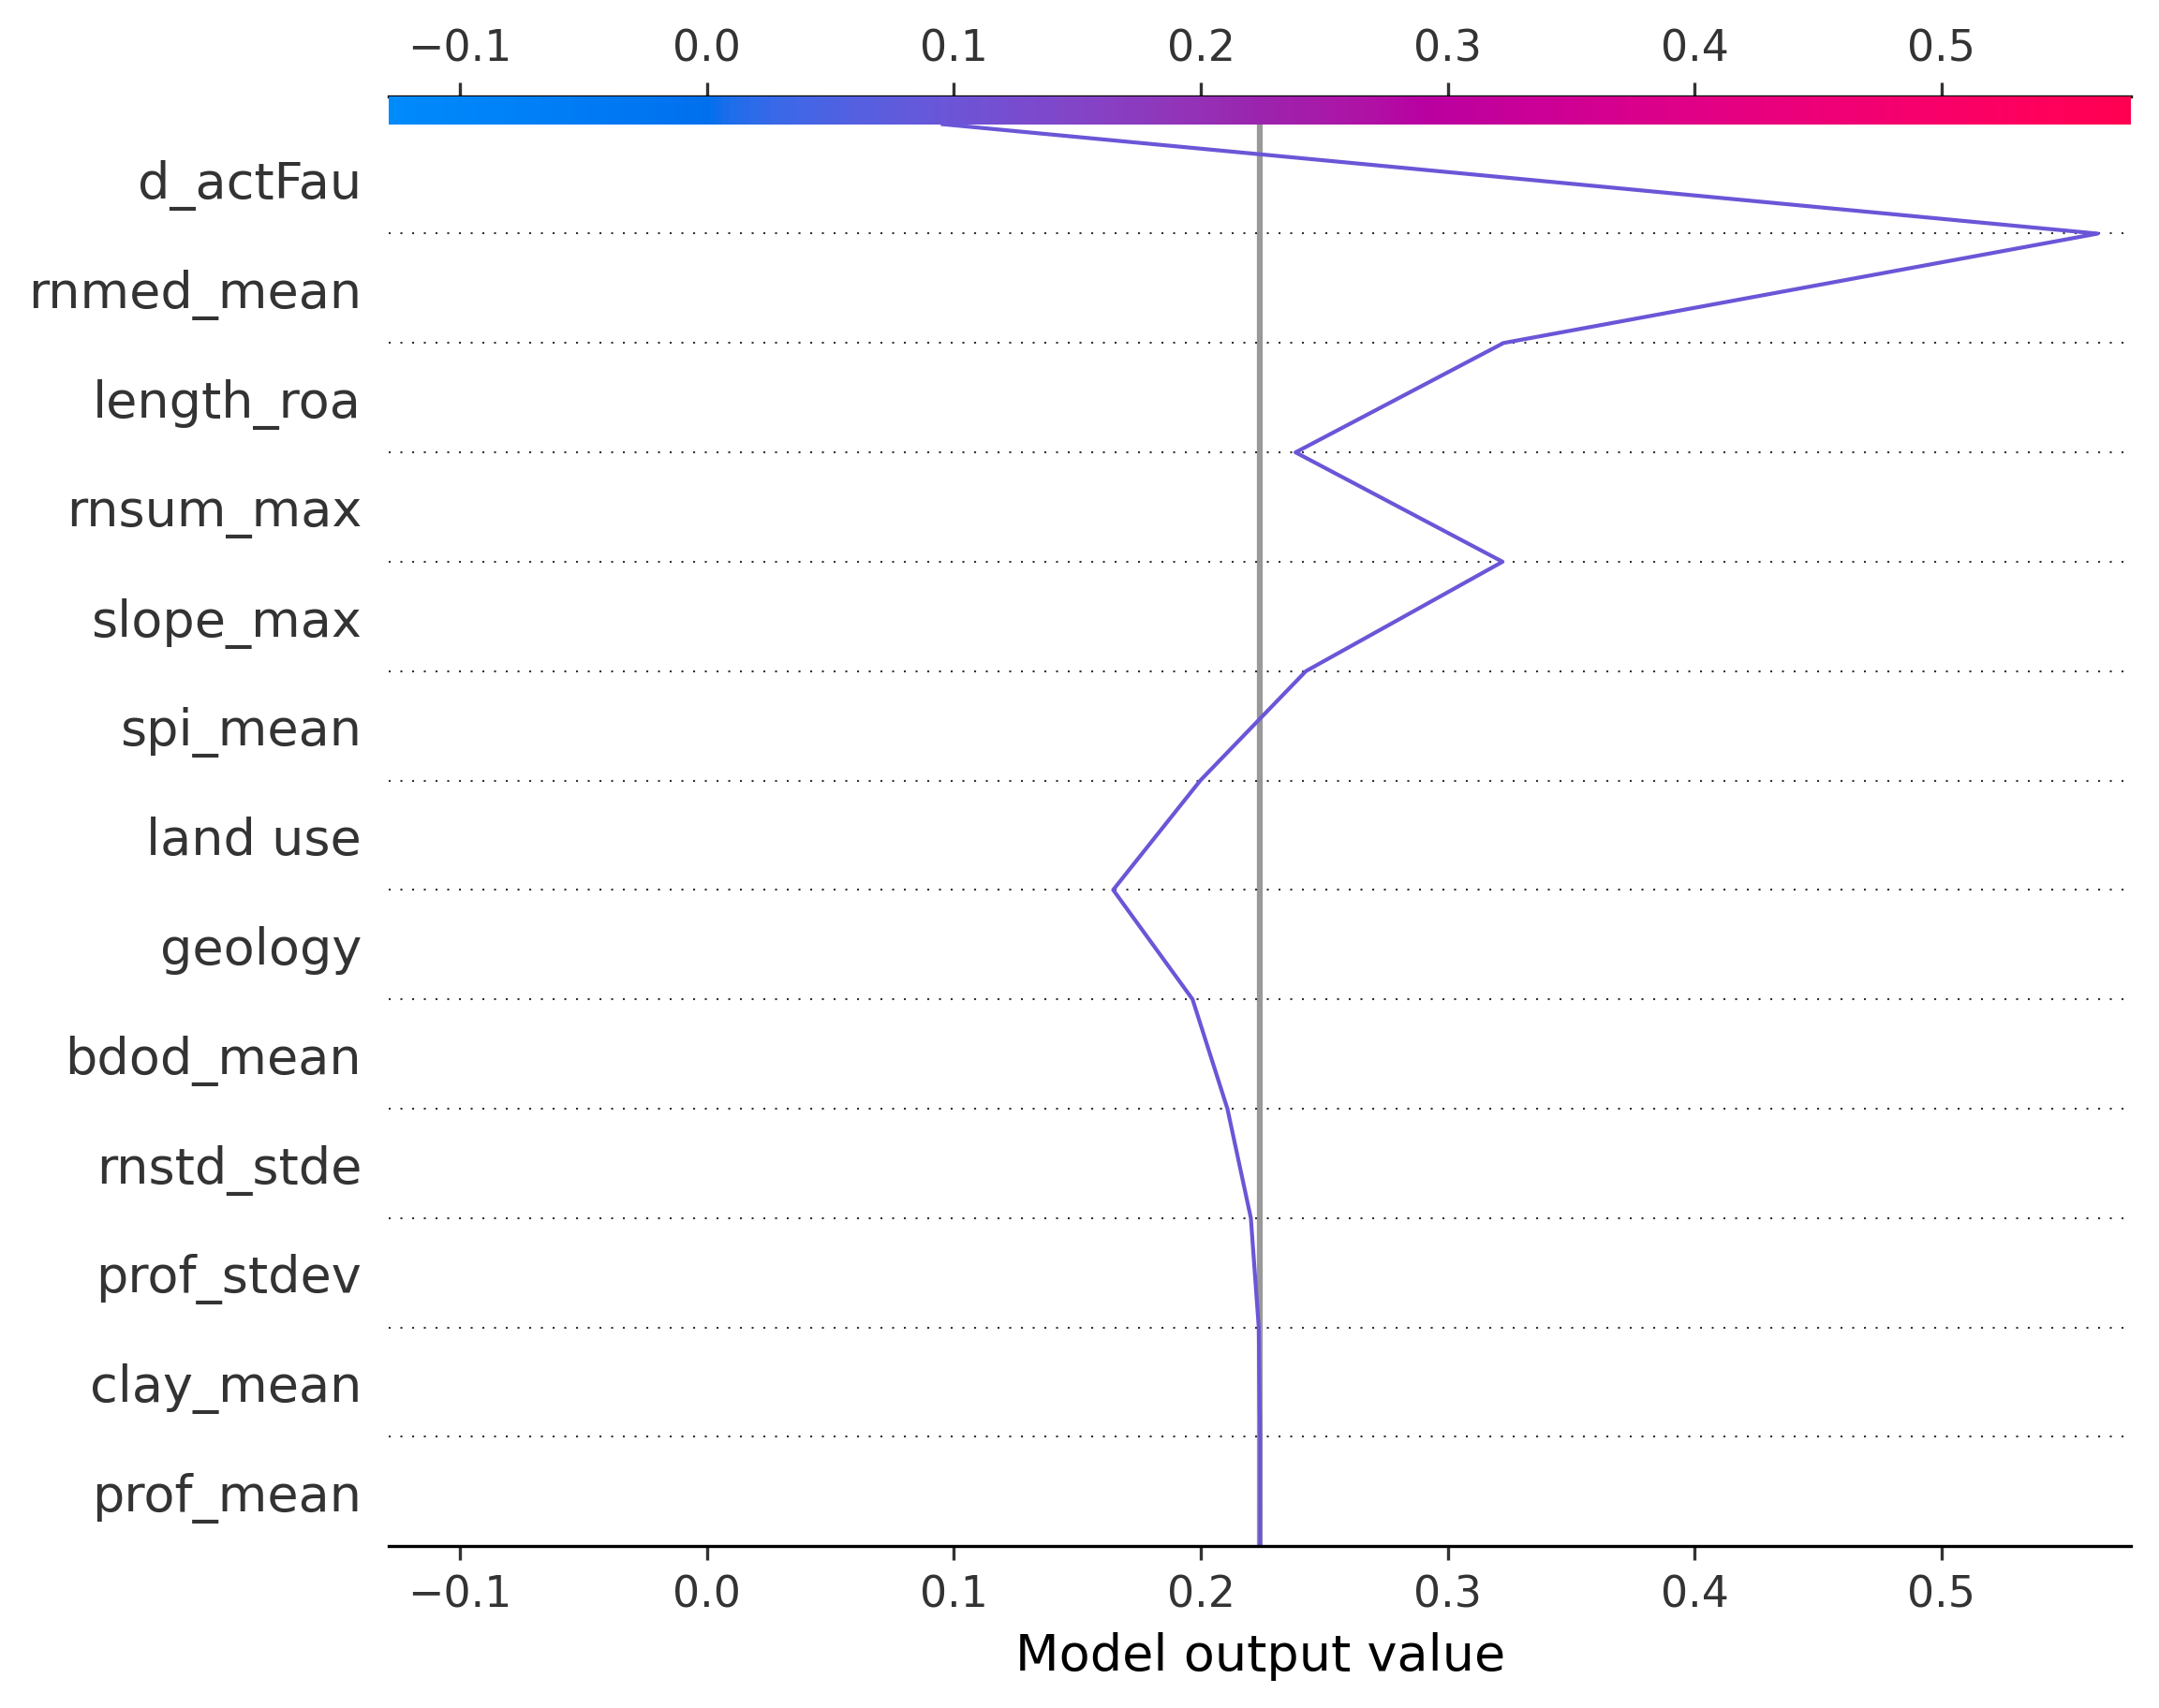 −0.1 0.0 0.1 0.2 0.3 0.4 0.5
d_actFau
rnmed_mean
length_roa
rnsum_max
slope_max
spi_mean
land use
geology
bdod_mean
rnstd_stde
prof_stdev
clay_mean
prof_mean
−0.1 0.0 0.1 0.2 0.3 0.4 0.5
Model output value